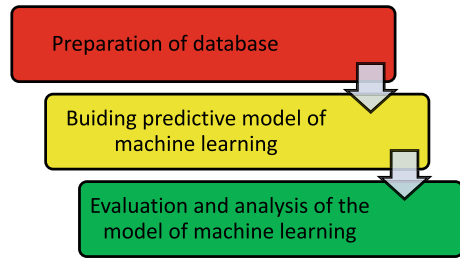 Preparation of database
Buiding predictive model of
machine learning
Evaluation and analysis of the
model of machine learning